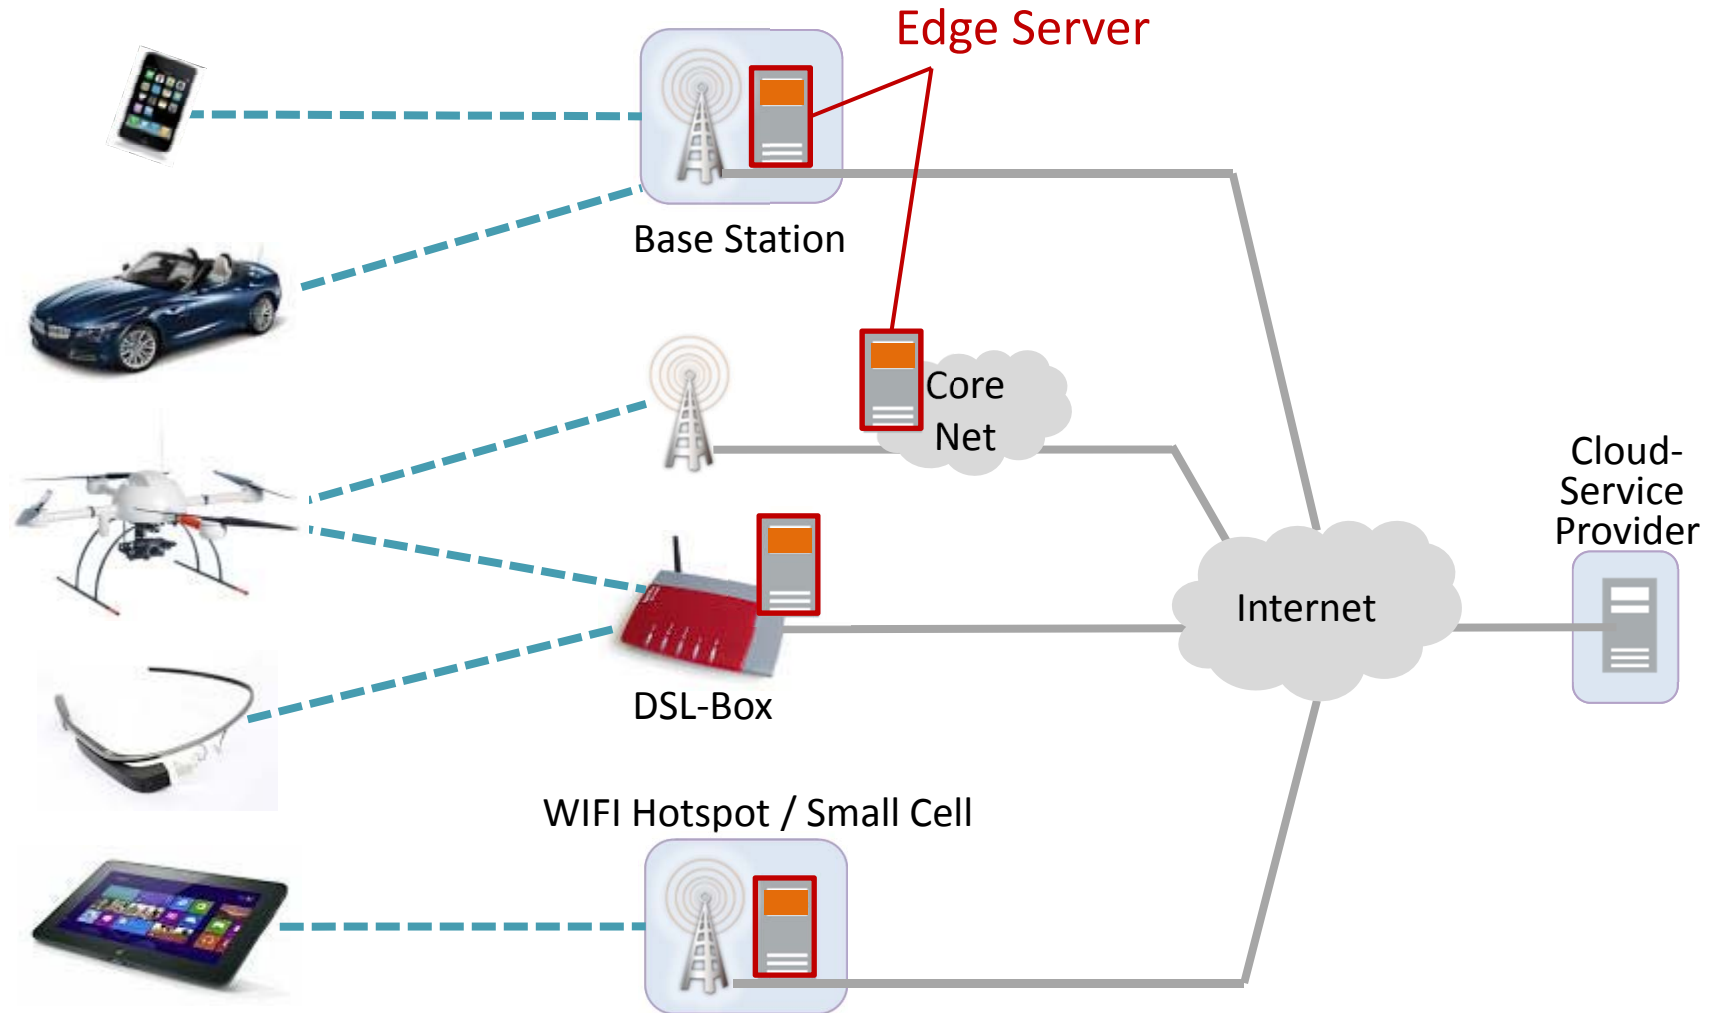 Edge Server
Base Station
Core
Net
Cloud-
Service
Provider
Internet
DSL-Box
WIFI Hotspot / Small Cell